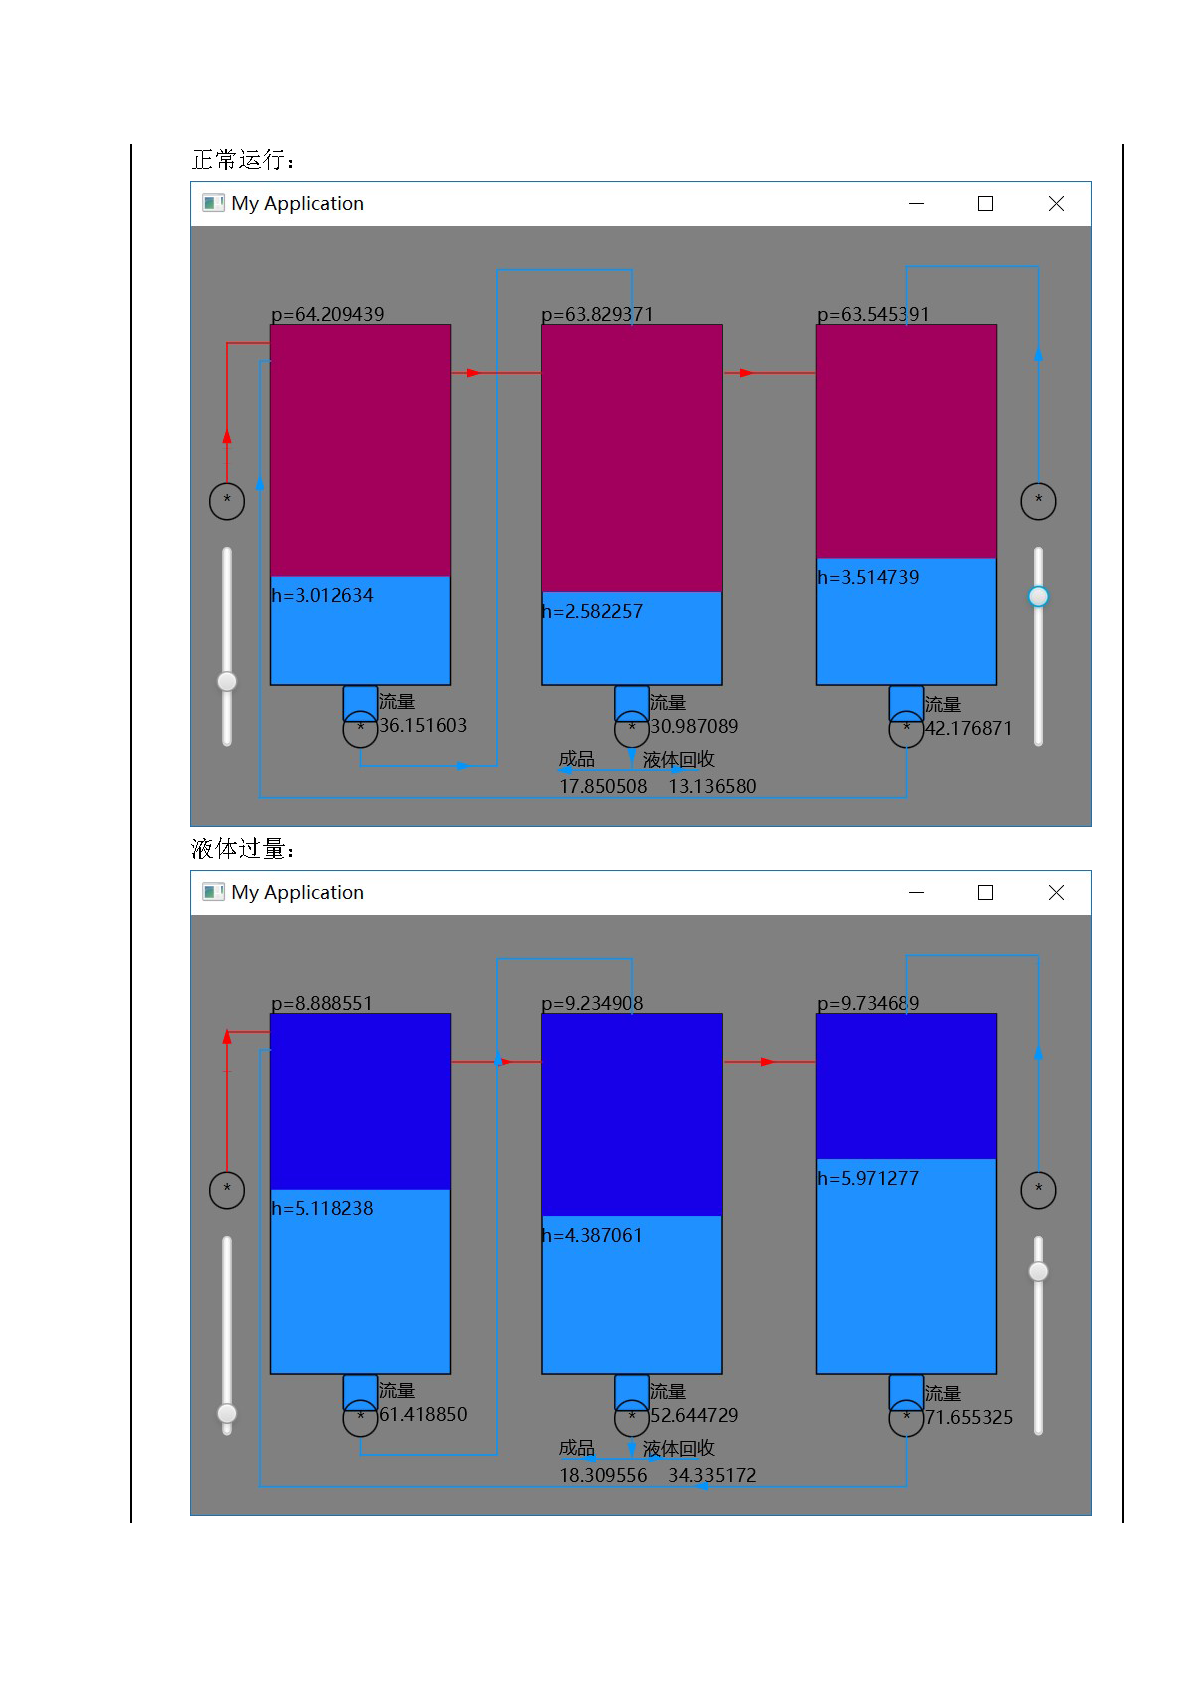 正常运行：
My Application
p=64.209439
p=63.829371
p=63.545391
*
*
h=3.012634
h=2.582257
h=3.514739
流量
36.151603
*
流量
30.987089
*
流量
42.176871
*
成品
液体回收
17.850508
13.136580
液体过量：
My Application
p=8.888551
p=9.234908
p=9.734689
*
*
h=5.118238
h=4.387061
h=5.971277
流量
61.418850
*
流量
52.644729
*
流量
71.655325
*
成品
液体回收
18.309556
34.335172